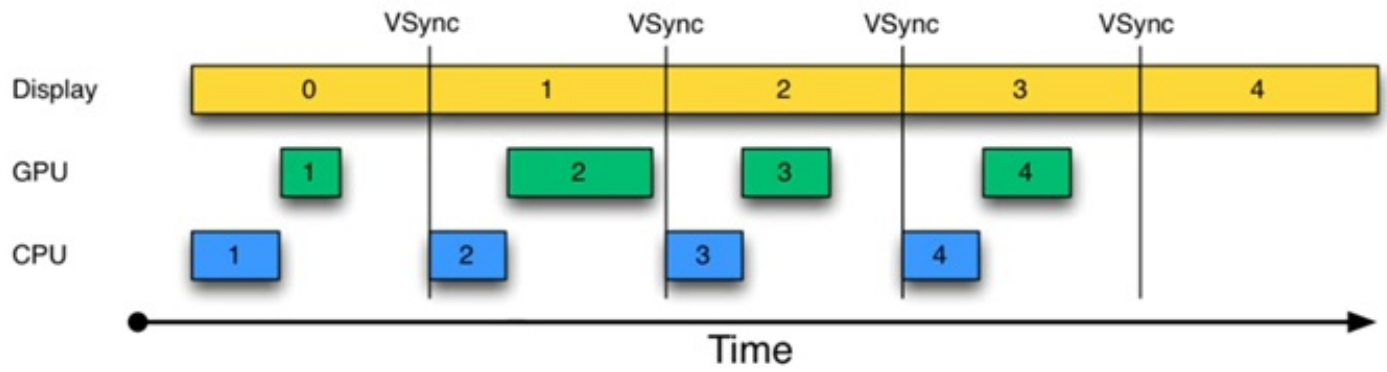 VSync VSync VSync VSync
Display 0 1 2 3 4
GPU 1 2 3 4
CPU 1 2 3 4
Time